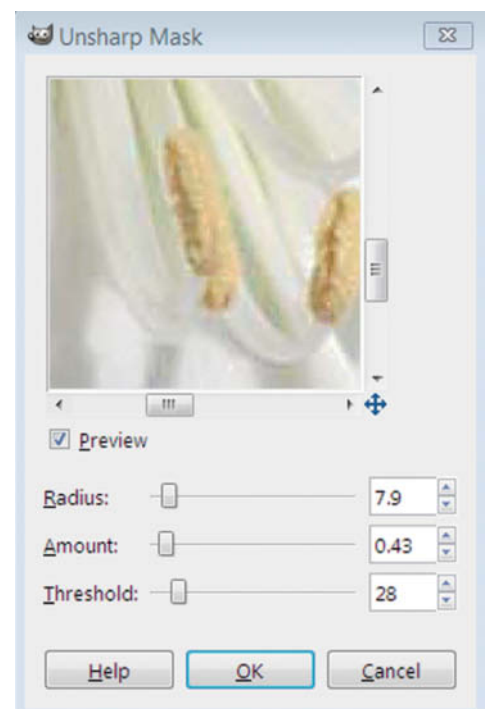 Unsharp Mask
Preview
Radius: 7.9
Amount: 0.43
Threshold: 28
Help OK Cancel